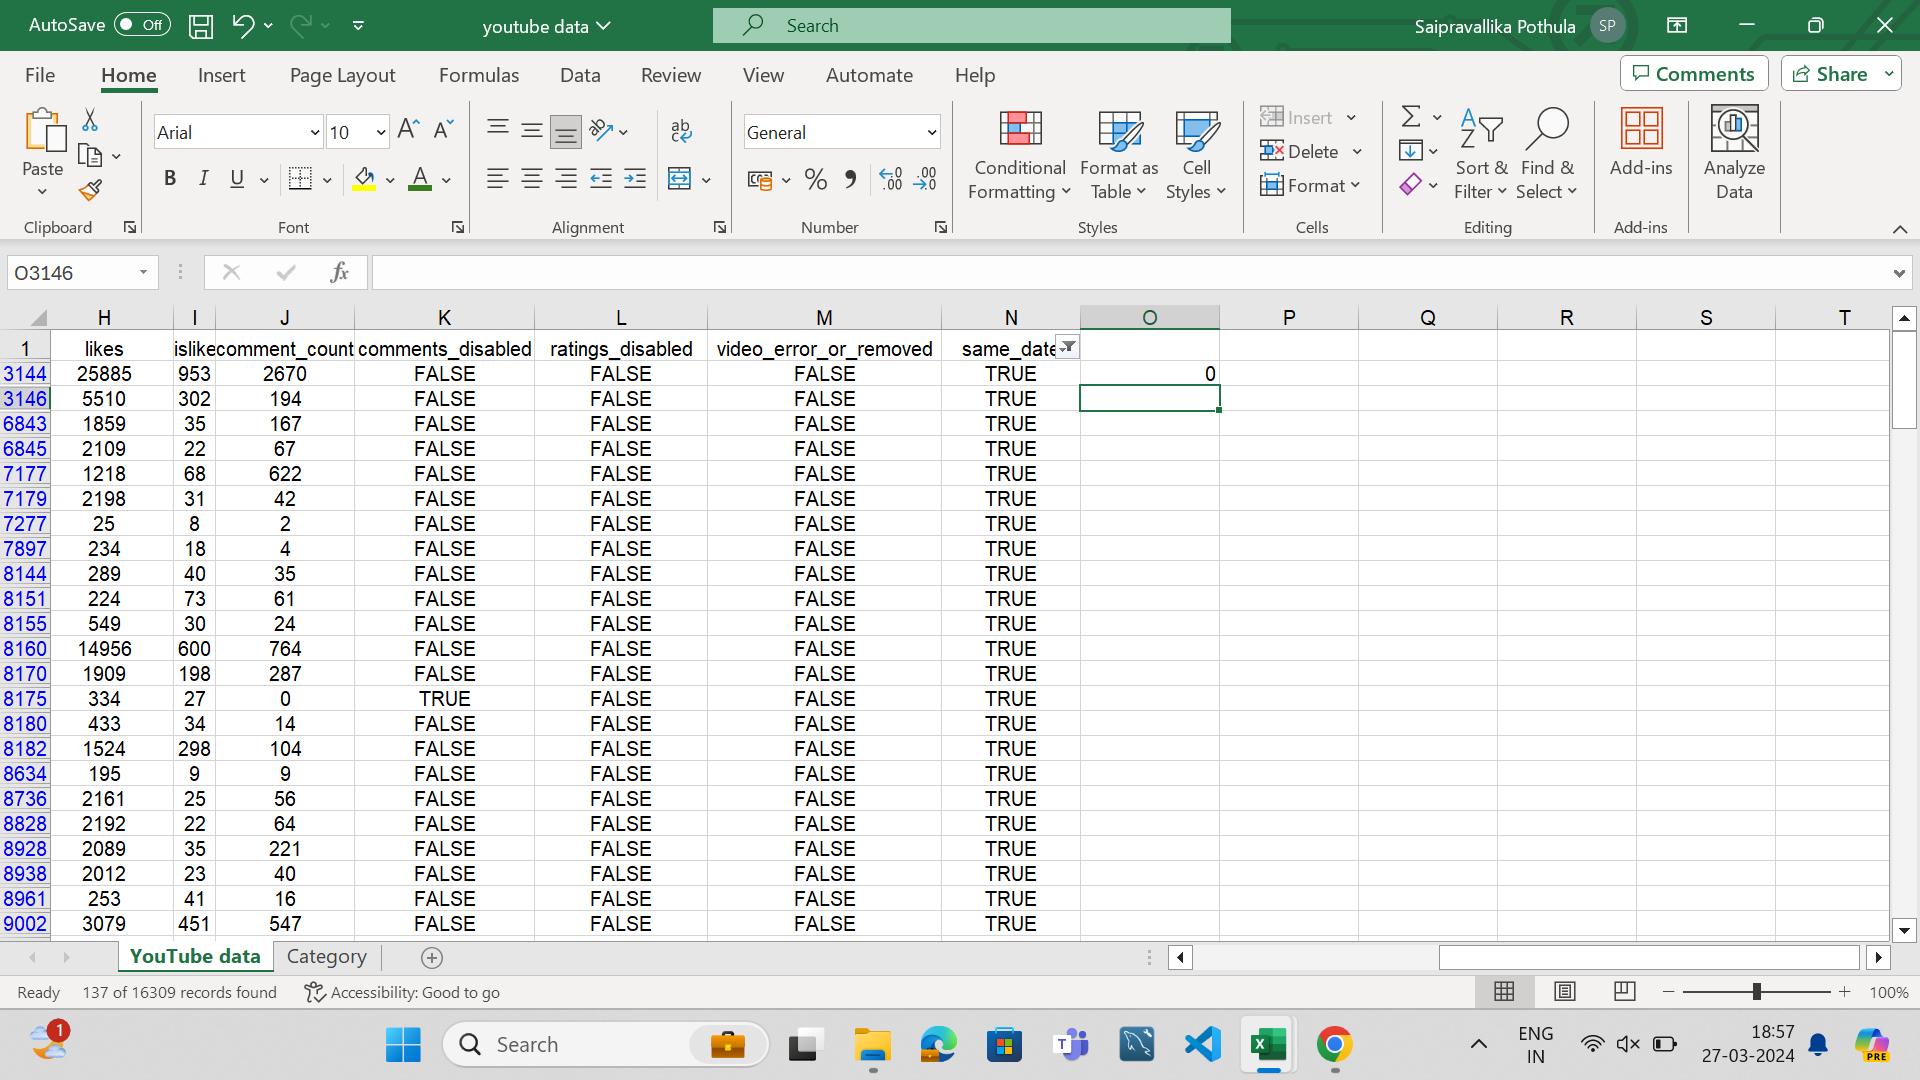 AutoSave Off youtube data Search Saipravallika Pothula SP
File Home Insert Page Layout Formulas Data Review View Automate Help Comments Share
Paste Arial 10 General Conditional Formatting Format as Table Cell Styles Insert Delete Format Sort & Filter Find & Select Add-ins Analyze Data
B I U
Clipboard Font Alignment Number Styles Cells Editing Add-ins
O3146 fx
H I J K L M N O P Q R S T
1 likes islike comment_count comments_disabled ratings_disabled video_error_or_removed same_date
3144 25885 953 2670 FALSE FALSE FALSE TRUE 0
3146 5510 302 194 FALSE FALSE FALSE TRUE
6843 1859 35 167 FALSE FALSE FALSE TRUE
6845 2109 22 67 FALSE FALSE FALSE TRUE
7177 1218 68 622 FALSE FALSE FALSE TRUE
7179 2198 31 42 FALSE FALSE FALSE TRUE
7277 25 8 2 FALSE FALSE FALSE TRUE
7897 234 18 4 FALSE FALSE FALSE TRUE
8144 289 40 35 FALSE FALSE FALSE TRUE
8151 224 73 61 FALSE FALSE FALSE TRUE
8155 549 30 24 FALSE FALSE FALSE TRUE
8160 14956 600 764 FALSE FALSE FALSE TRUE
8170 1909 198 287 FALSE FALSE FALSE TRUE
8175 334 27 0 TRUE FALSE FALSE TRUE
8180 433 34 14 FALSE FALSE FALSE TRUE
8182 1524 298 104 FALSE FALSE FALSE TRUE
8634 195 9 9 FALSE FALSE FALSE TRUE
8736 2161 25 56 FALSE FALSE FALSE TRUE
8828 2192 22 64 FALSE FALSE FALSE TRUE
8928 2089 35 221 FALSE FALSE FALSE TRUE
8938 2012 23 40 FALSE FALSE FALSE TRUE
8961 253 41 16 FALSE FALSE FALSE TRUE
9002 3079 451 547 FALSE FALSE FALSE TRUE
YouTube data Category
Ready 137 of 16309 records found Accessibility: Good to go 100%
1 Search ENG IN 18:57 27-03-2024 PRE